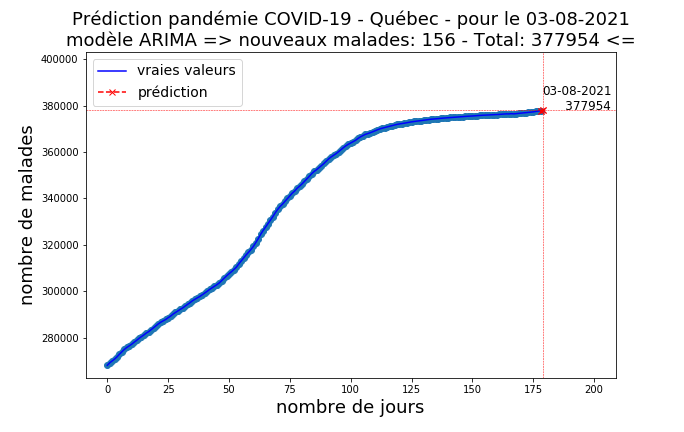 Prédiction pandémie COVID-19 - Québec - pour le 03-08-2021
modèle ARIMA => nouveaux malades: 156 - Total: 377954 <=
400000
380000
360000
340000
320000
300000
280000
nombre de malades
vraies valeurs
prédiction
03-08-2021
377954
0 25 50 75 100 125 150 175 200
nombre de jours